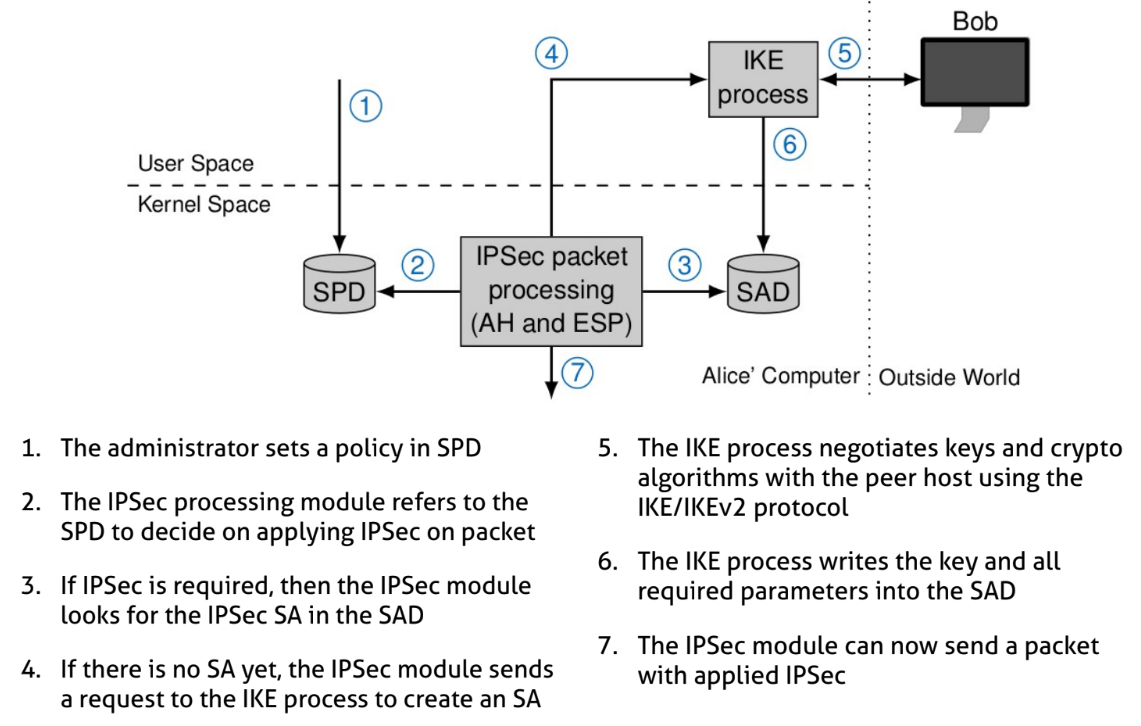 Bob
④
IKE
process
⑤
①
⑥
User Space
Kernel Space
②
IPSec packet
processing
(AH and ESP)
③
SPD
SAD
⑦
Alice' Computer
Outside World
1. The administrator sets a policy in SPD
2. The IPSec processing module refers to the
SPD to decide on applying IPSec on packet
3. If IPSec is required, then the IPSec module
looks for the IPSec SA in the SAD
4. If there is no SA yet, the IPSec module sends
a request to the IKE process to create an SA
5. The IKE process negotiates keys and crypto
algorithms with the peer host using the
IKE/IKEv2 protocol
6. The IKE process writes the key and all
required parameters into the SAD
7. The IPSec module can now send a packet
with applied IPSec